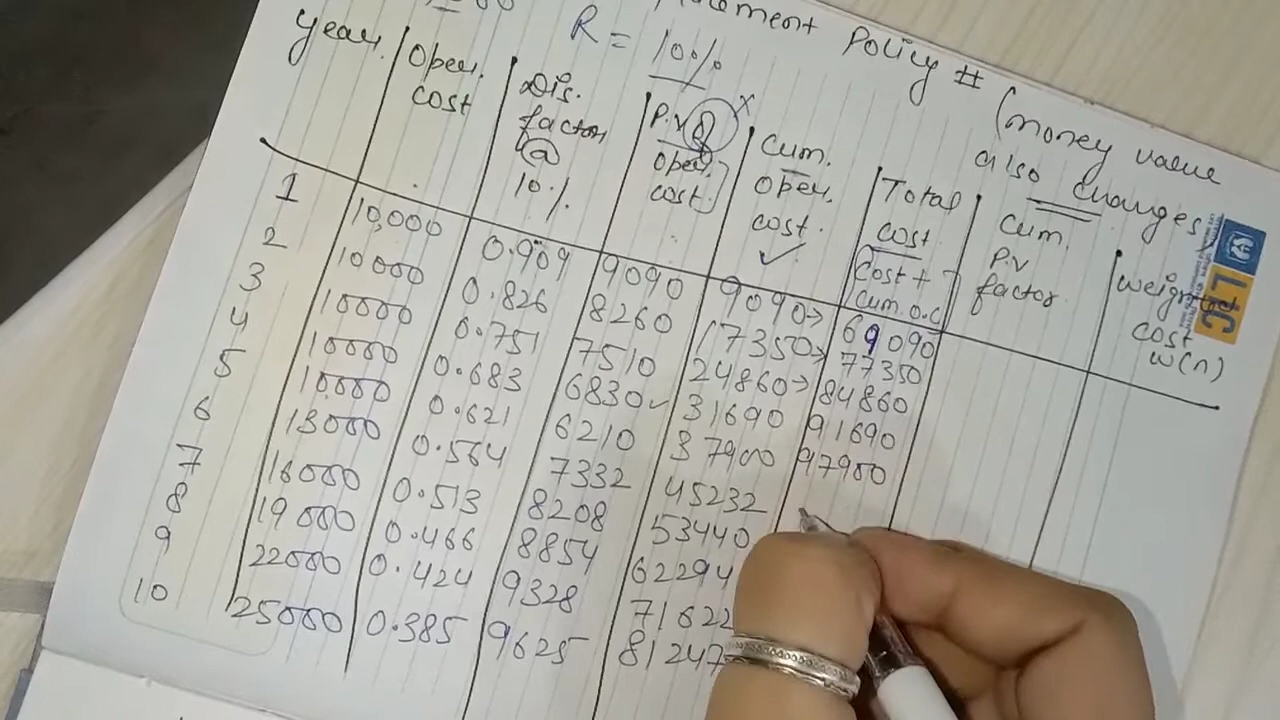 Policy #
R = 10%
(money value
also changes
year
Oper. cost
Dis. factor @ 10%
P.V of oper. cost
Cum. oper. cost
Total cost (cost + cum. o.c)
Cum. P.V factor
cost w(n)
1 10,000 0.909 9090 9090 69090
2 10000 0.826 8260 17350 77350
3 10000 0.751 7510 24860 84860
4 10000 0.683 6830 31690 91690
5 10,000 0.621 6210 37900 97900
6 13000 0.564 7332 45232
7 16000 0.513 8208 53440
8 19000 0.466 8854 62294
9 22000 0.424 9328 71622
10 25000 0.385 9625 81247
LIC